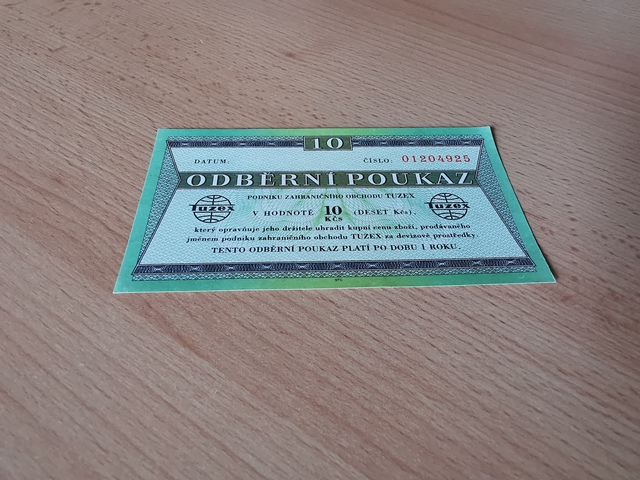 10
DATUM: ČÍSLO: 01204925
ODBĚRNÍ POUKAZ
PODNIKU ZAHRANIČNÍHO OBCHODU TUZEX
Tuzex V HODNOTĚ 10 Kčs (DESET Kčs), Tuzex
který opravňuje jeho držitele uhradit kupní cenu zboží, prodávaného
jménem podniku zahraničního obchodu TUZEX za devizové prostředky.
TENTO ODBĚRNÍ POUKAZ PLATÍ PO DOBU 1 ROKU.